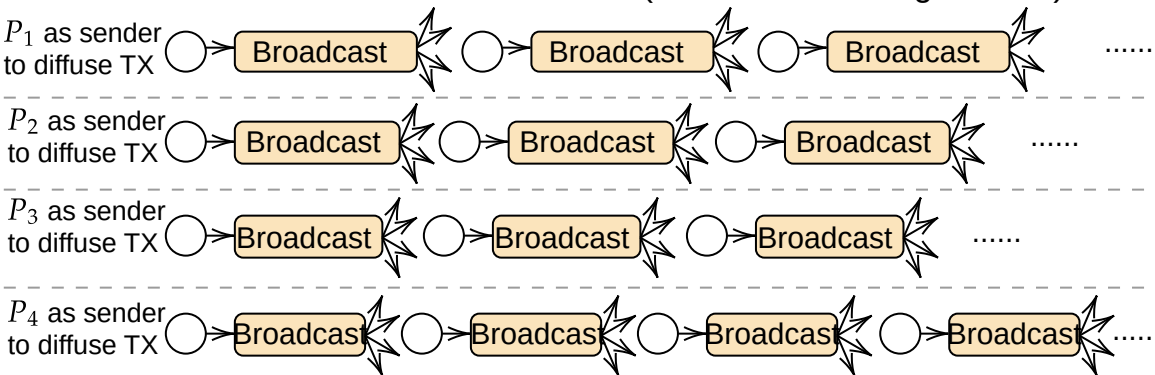 P1 as sender
to diffuse TX
Broadcast Broadcast Broadcast ......
P2 as sender
to diffuse TX
Broadcast Broadcast Broadcast ......
P3 as sender
to diffuse TX
Broadcast Broadcast Broadcast ......
P4 as sender
to diffuse TX
Broadcast Broadcast Broadcast Broadcast .....